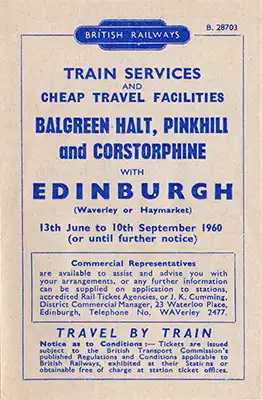 B. 28703
BRITISH RAILWAYS
TRAIN SERVICES
AND
CHEAP TRAVEL FACILITIES
BALGREEN HALT, PINKHILL
and CORSTORPHINE
WITH
EDINBURGH
(Waverley or Haymarket)
13th June to 10th September 1960
(or until further notice)
Commercial Representatives
are available to assist and advise you with
your arrangements, or any further information
can be supplied on application to stations,
accredited Rail Ticket Agencies, or J. K. Cumming,
District Commercial Manager, 23 Waterloo Place,
Edinburgh, Telephone No. WAVerley 2477.
TRAVEL BY TRAIN
Notice as to Conditions :— Tickets are issued
subject to the British Transport Commission's
published Regulations and Conditions applicable to
British Railways, exhibited at their Stations or
obtainable free of charge at station ticket offices.